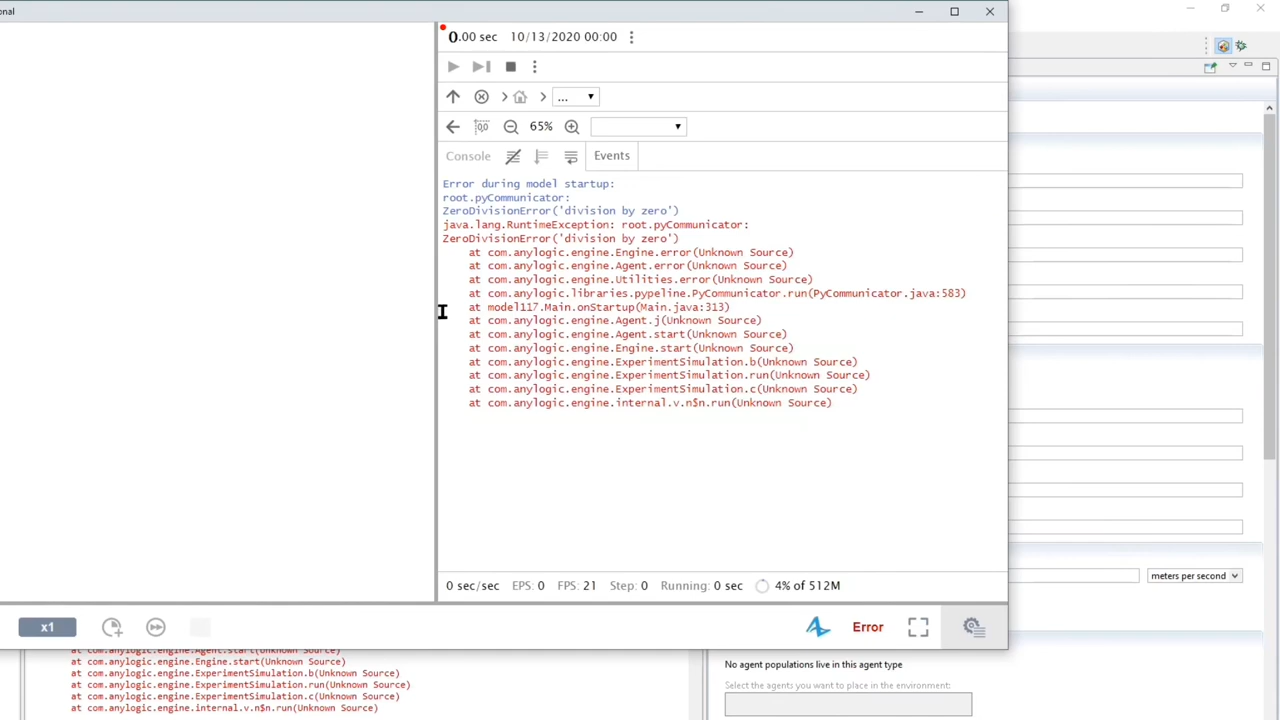 onal
0.00 sec 10/13/2020 00:00
...
65%
Console Events
Error during model startup:
root.pyCommunicator:
ZeroDivisionError('division by zero')
java.lang.RuntimeException: root.pyCommunicator:
ZeroDivisionError('division by zero')
at com.anylogic.engine.Engine.error(Unknown Source)
at com.anylogic.engine.Agent.error(Unknown Source)
at com.anylogic.engine.Utilities.error(Unknown Source)
at com.anylogic.libraries.pypeline.PyCommunicator.run(PyCommunicator.java:583)
at model117.Main.onStartup(Main.java:313)
at com.anylogic.engine.Agent.j(Unknown Source)
at com.anylogic.engine.Agent.start(Unknown Source)
at com.anylogic.engine.Engine.start(Unknown Source)
at com.anylogic.engine.ExperimentSimulation.b(Unknown Source)
at com.anylogic.engine.ExperimentSimulation.run(Unknown Source)
at com.anylogic.engine.ExperimentSimulation.c(Unknown Source)
at com.anylogic.engine.internal.v.n$n.run(Unknown Source)
meters per second
0 sec/sec EPS: 0 FPS: 21 Step: 0 Running: 0 sec 4% of 512M
x1 Error
at com.anylogic.engine.Agent.start(Unknown Source)
at com.anylogic.engine.Engine.start(Unknown Source)
at com.anylogic.engine.ExperimentSimulation.b(Unknown Source)
at com.anylogic.engine.ExperimentSimulation.run(Unknown Source)
at com.anylogic.engine.ExperimentSimulation.c(Unknown Source)
at com.anylogic.engine.internal.v.n$n.run(Unknown Source)
No agent populations live in this agent type
Select the agents you want to place in the environment: